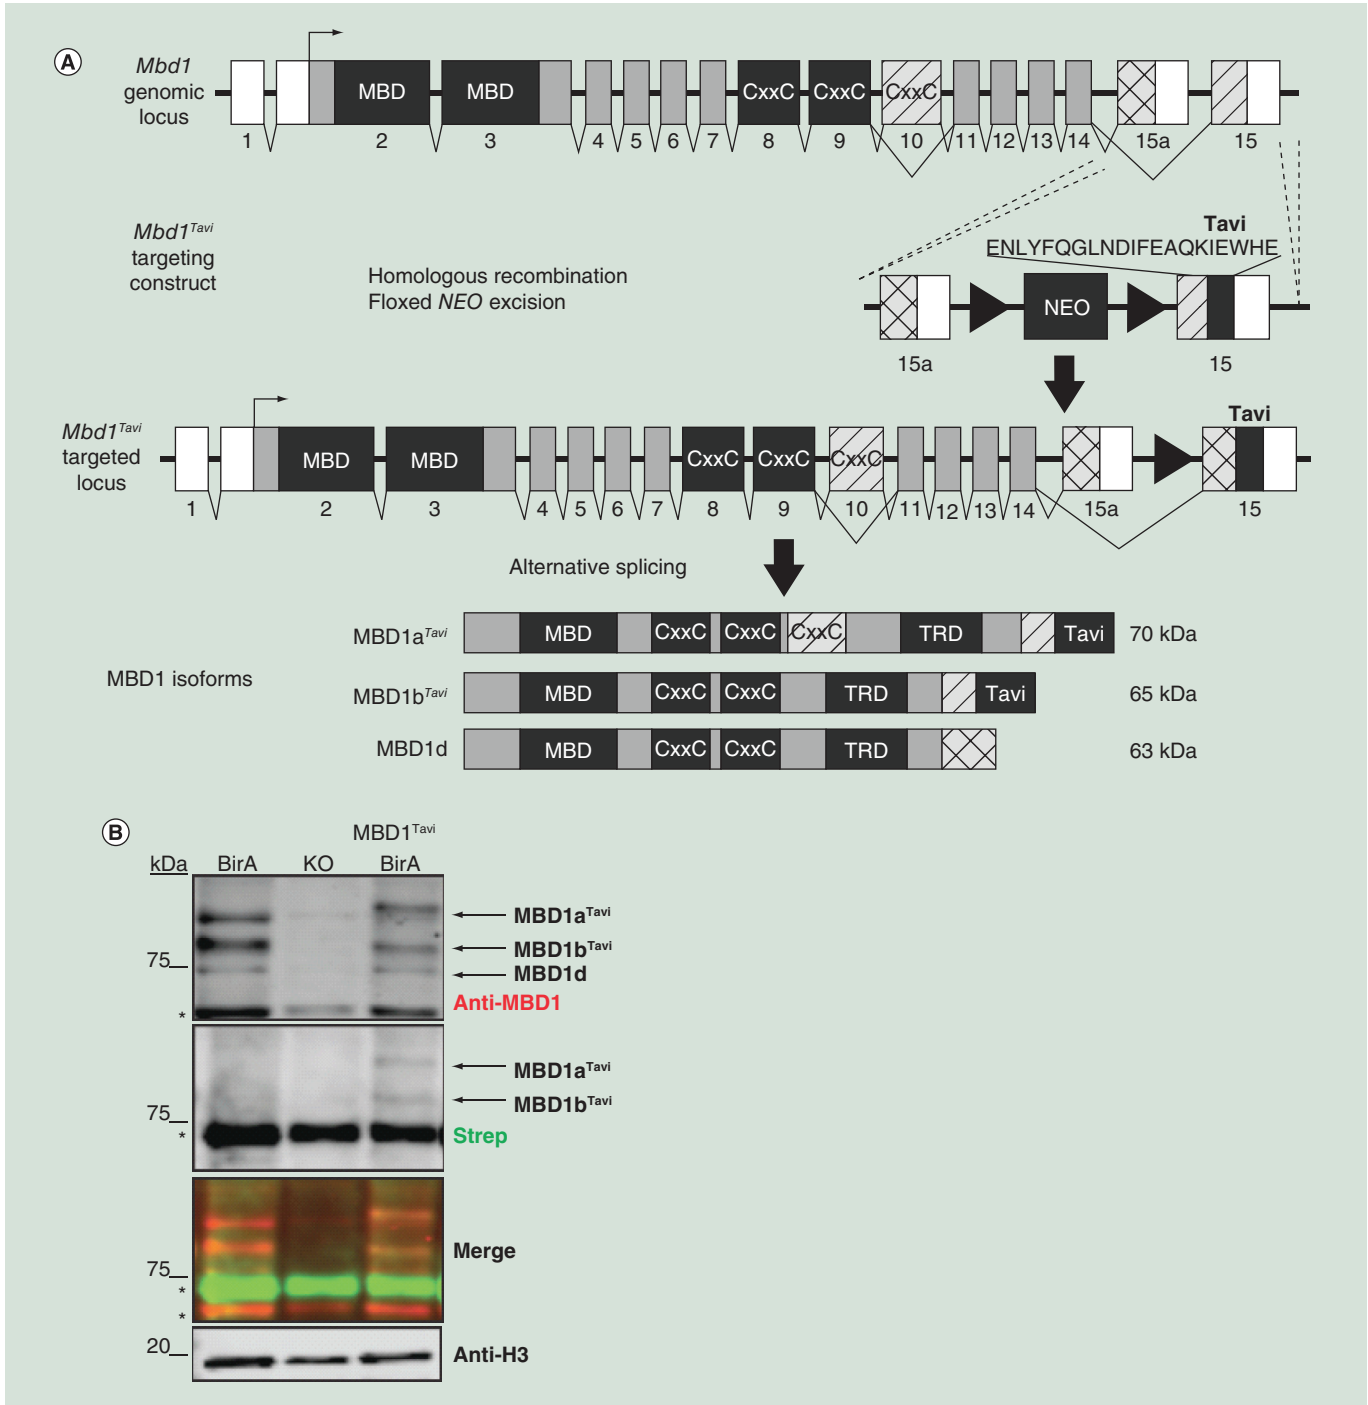 A
Mbd1
genomic
locus
MBD MBD CxxC CxxC CxxC
1 2 3 4 5 6 7 8 9 10 11 12 13 14 15a 15
Mbd1Tavi
targeting
construct
Homologous recombination
Floxed NEO excision
Tavi
ENLYFQGLNDIFEAQKIEWHE
NEO
15a 15
Mbd1Tavi
targeted
locus
Tavi
MBD MBD CxxC CxxC CxxC
1 2 3 4 5 6 7 8 9 10 11 12 13 14 15a 15
Alternative splicing
MBD1 isoforms
MBD1aTavi MBD CxxC CxxC CxxC TRD Tavi 70 kDa
MBD1bTavi MBD CxxC CxxC TRD Tavi 65 kDa
MBD1d MBD CxxC CxxC TRD 63 kDa
B
MBD1Tavi
kDa BirA KO BirA
MBD1aTavi
MBD1bTavi
75
MBD1d
Anti-MBD1
*
MBD1aTavi
MBD1bTavi
75
* Strep
Merge
75
*
*
20
Anti-H3